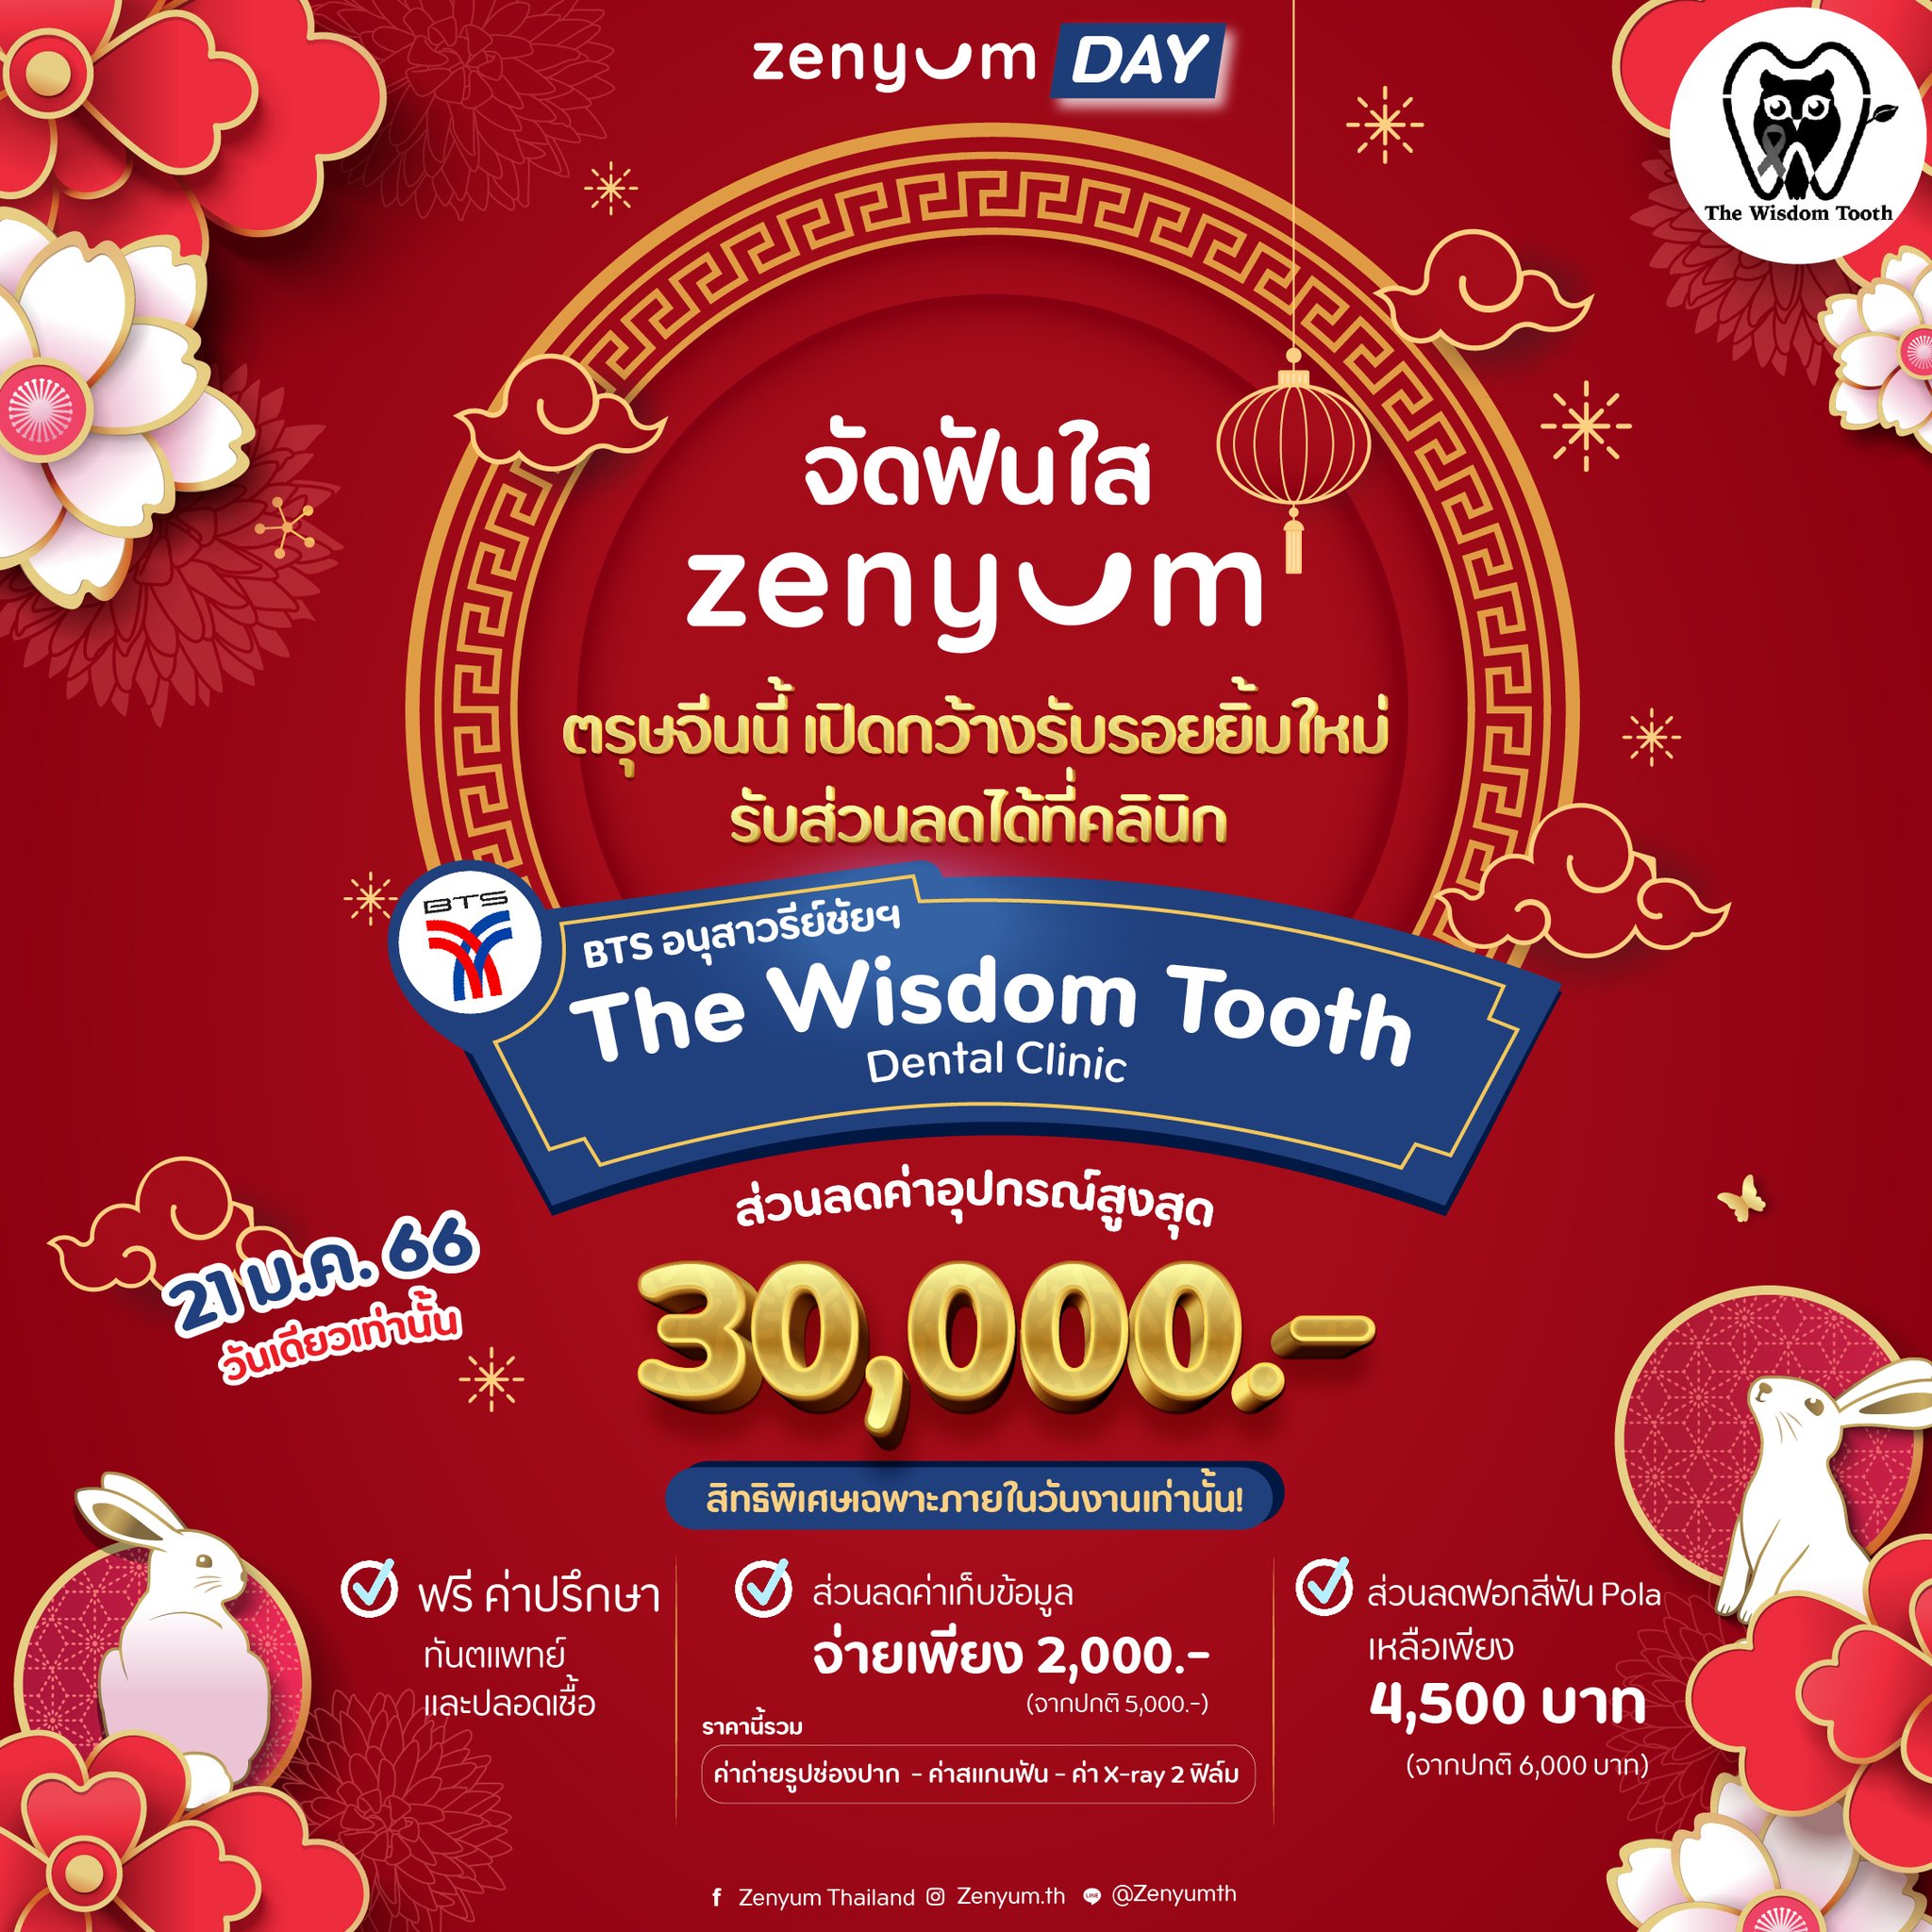 zenyum DAY
The Wisdom Tooth
จัดฟันใส
zenyum
ตรุษจีนนี้ เปิดกว้างรับรอยยิ้มใหม่
รับส่วนลดได้ที่คลินิก
BTS
BTS อนุสาวรีย์ชัยฯ
The Wisdom Tooth
Dental Clinic
ส่วนลดค่าอุปกรณ์สูงสุด
30,000.-
21 ม.ค. 66
วันเดียวเท่านั้น
สิทธิพิเศษเฉพาะภายในวันงานเท่านั้น!
ฟรี ค่าปรึกษา
ทันตแพทย์
และปลอดเชื้อ
ส่วนลดค่าเก็บข้อมูล
จ่ายเพียง 2,000.-
(จากปกติ 5,000.-)
ราคานี้รวม
ค่าถ่ายรูปช่องปาก - ค่าสแกนฟัน - ค่า X-ray 2 ฟิล์ม
ส่วนลดฟอกสีฟัน Pola
เหลือเพียง
4,500 บาท
(จากปกติ 6,000 บาท)
f Zenyum Thailand Zenyum.th LINE @Zenyumth